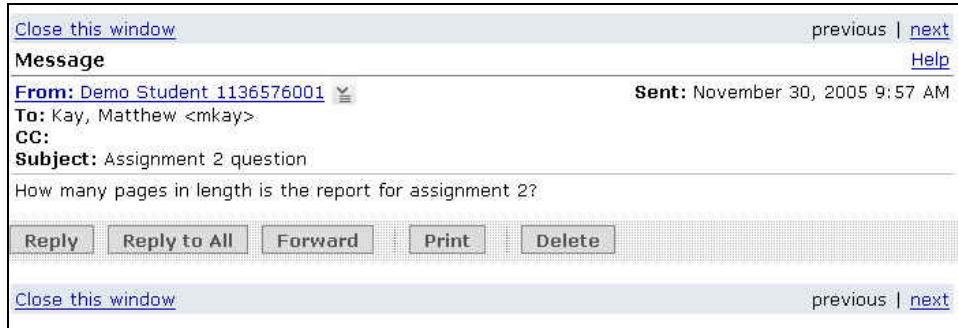 Close this window previous | next
Message Help
From: Demo Student 1136576001 Sent: November 30, 2005 9:57 AM
To: Kay, Matthew <mkay>
CC:
Subject: Assignment 2 question
How many pages in length is the report for assignment 2?
Reply Reply to All Forward Print Delete
Close this window previous | next